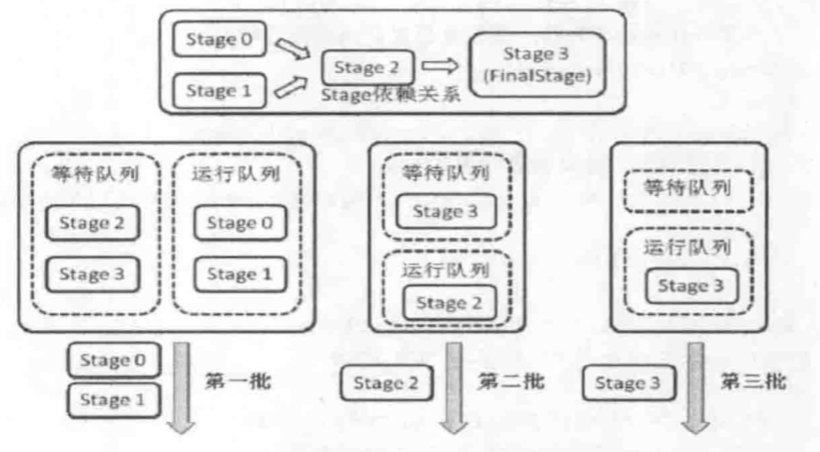 Stage 0
Stage 1
Stage 2
Stage依赖关系
Stage 3
(FinalStage)
等待队列
Stage 2
Stage 3
运行队列
Stage 0
Stage 1
等待队列
Stage 3
运行队列
Stage 2
等待队列
运行队列
Stage 3
Stage 0
Stage 1
第一批
Stage 2
第二批
Stage 3
第三批